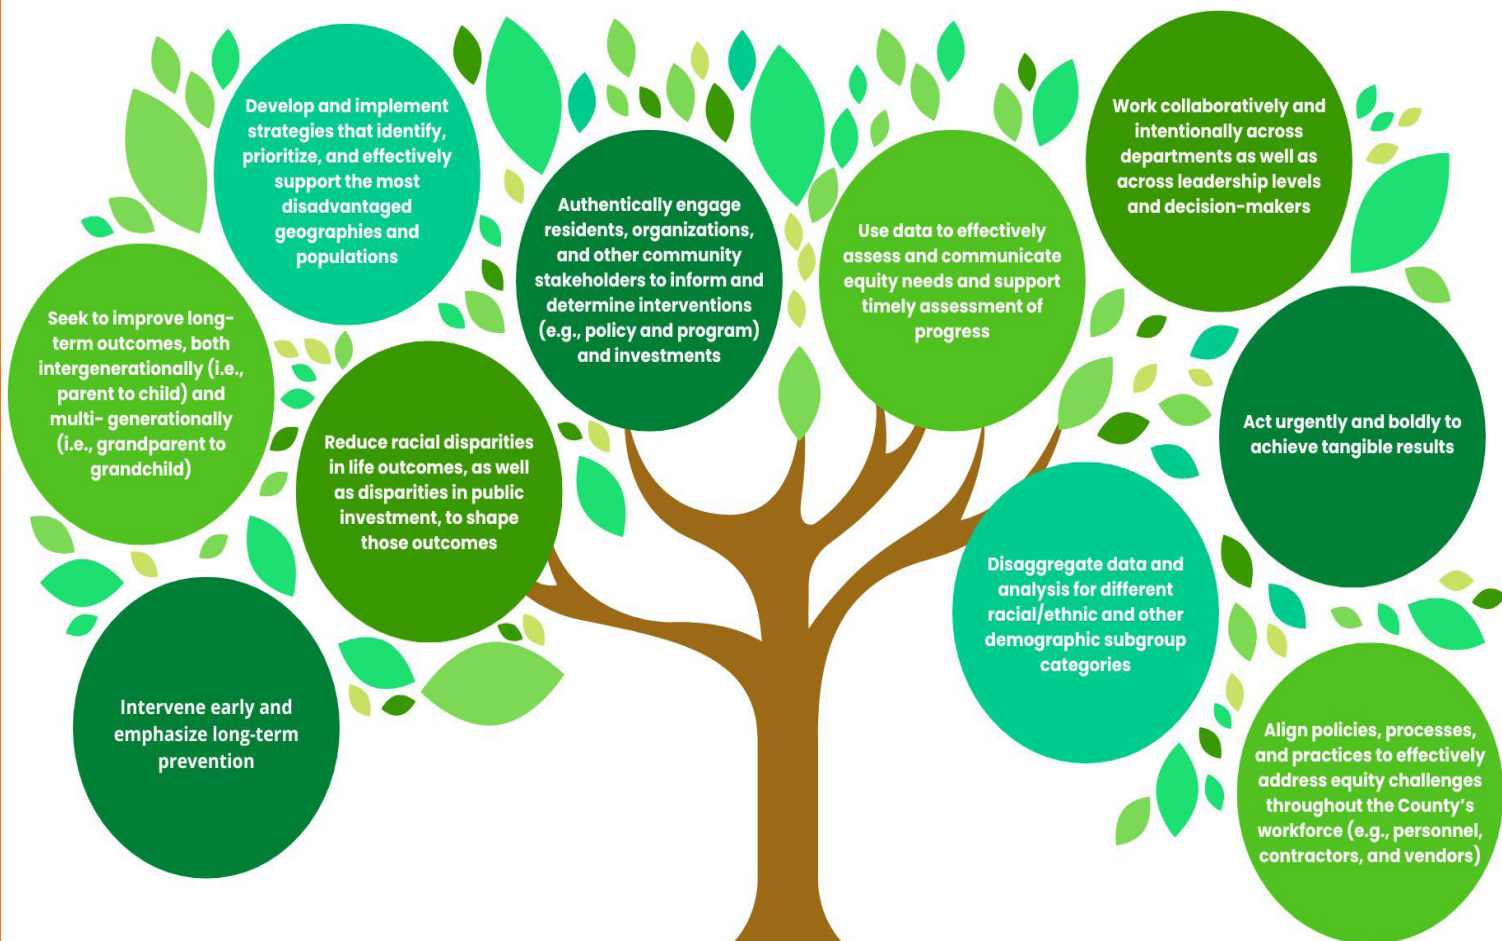 Develop and implement
strategies that identify,
prioritize, and effectively
support the most
disadvantaged
geographies and
populations
Authentically engage
residents, organizations,
and other community
stakeholders to inform and
determine interventions
(e.g., policy and program)
and investments
Use data to effectively
assess and communicate
equity needs and support
timely assessment of
progress
Work collaboratively and
intentionally across
departments as well as
across leadership levels
and decision-makers
Seek to improve long-
term outcomes, both
intergenerationally (i.e.,
parent to child) and
multi- generationally
(i.e., grandparent to
grandchild)
Reduce racial disparities
in life outcomes, as well
as disparities in public
investment, to shape
those outcomes
Act urgently and boldly to
achieve tangible results
Disaggregate data and
analysis for different
racial/ethnic and other
demographic subgroup
categories
Intervene early and
emphasize long-term
prevention
Align policies, processes,
and practices to effectively
address equity challenges
throughout the County's
workforce (e.g., personnel,
contractors, and vendors)